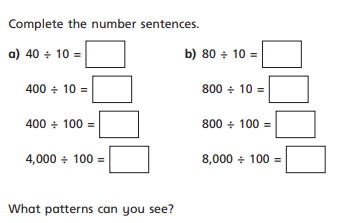 Complete the number sentences.
a) 40 ÷ 10 =
b) 80 ÷ 10 =
400 ÷ 10 =
800 ÷ 10 =
400 ÷ 100 =
800 ÷ 100 =
4,000 ÷ 100 =
8,000 ÷ 100 =
What patterns can you see?